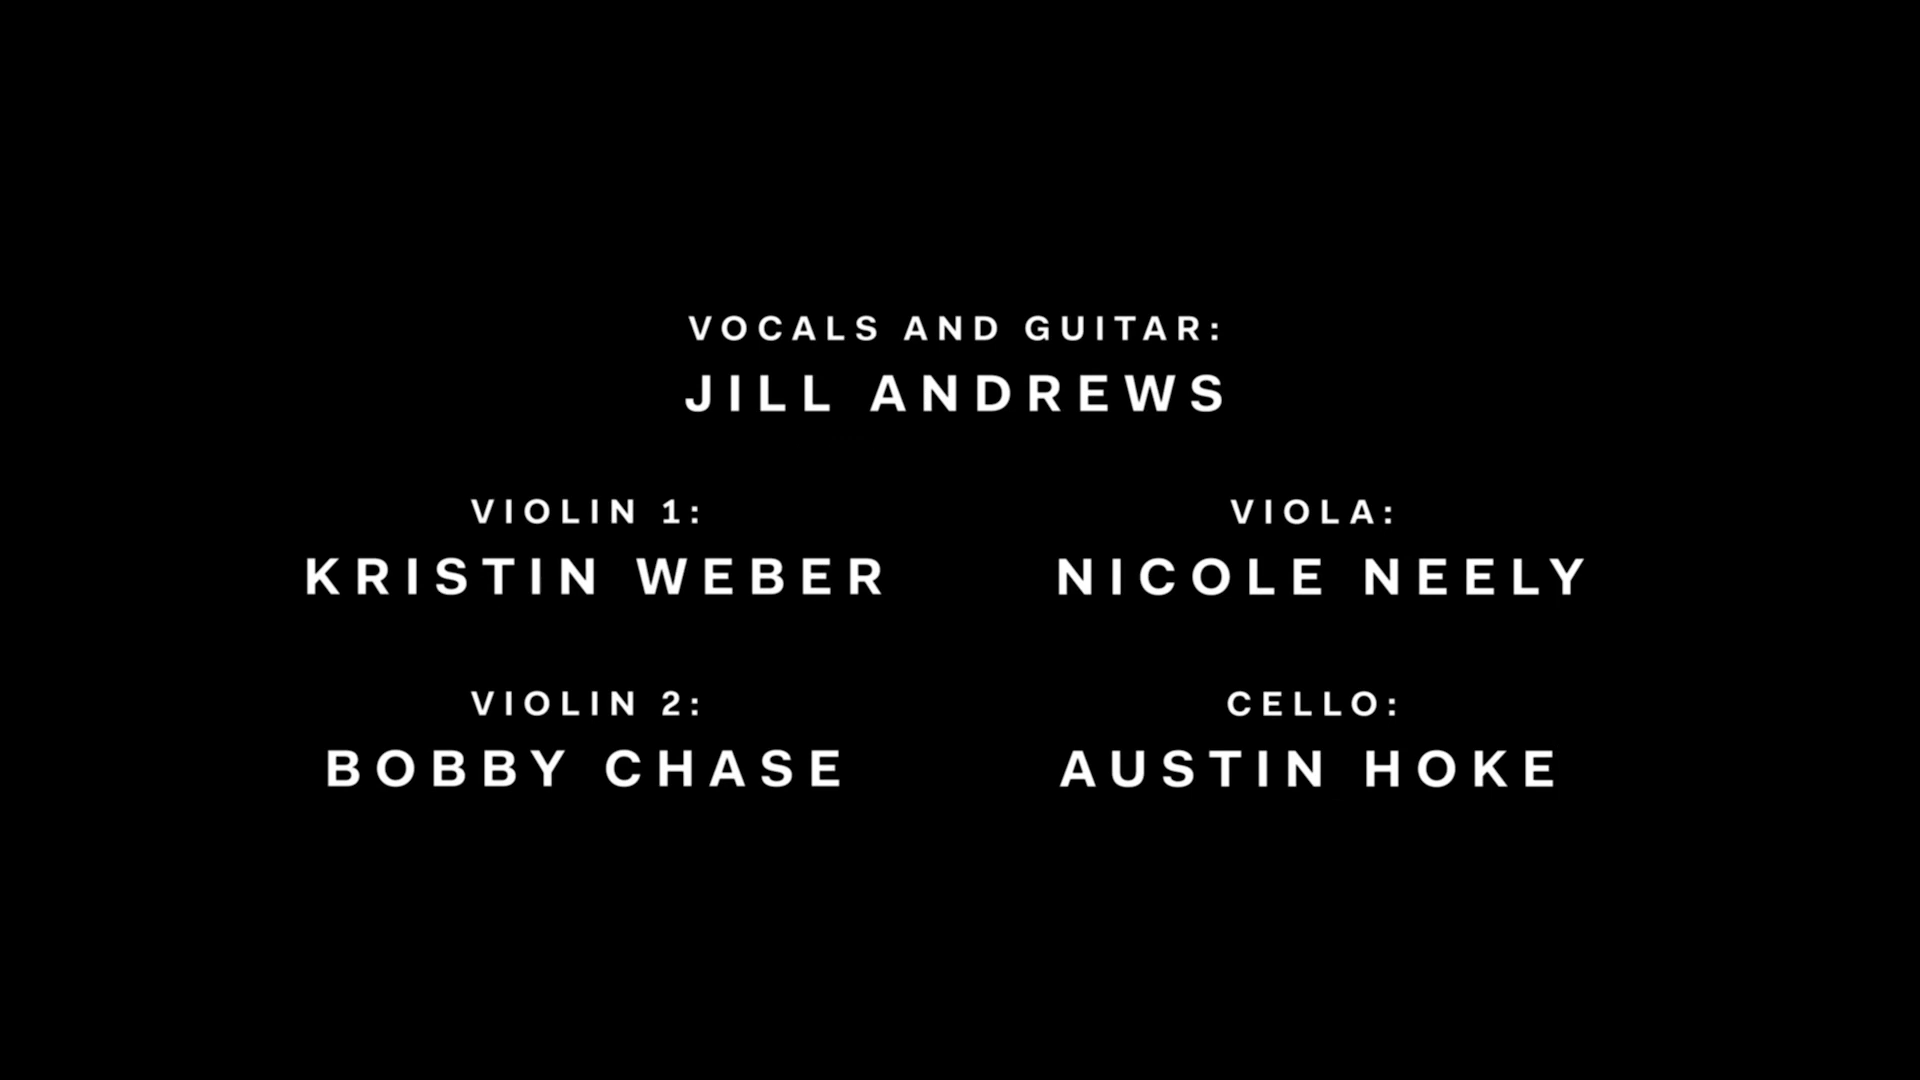 VOCALS AND GUITAR:
JILL ANDREWS
VIOLIN 1:
KRISTIN WEBER
VIOLA:
NICOLE NEELY
VIOLIN 2:
BOBBY CHASE
CELLO:
AUSTIN HOKE